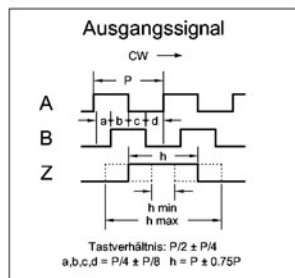 Ausgangssignal
CW
P
A
a b c d
B
h
Z
h min
h max
Tastverhältnis: P/2 ± P/4
a,b,c,d = P/4 ± P/8 h = P ± 0.75P